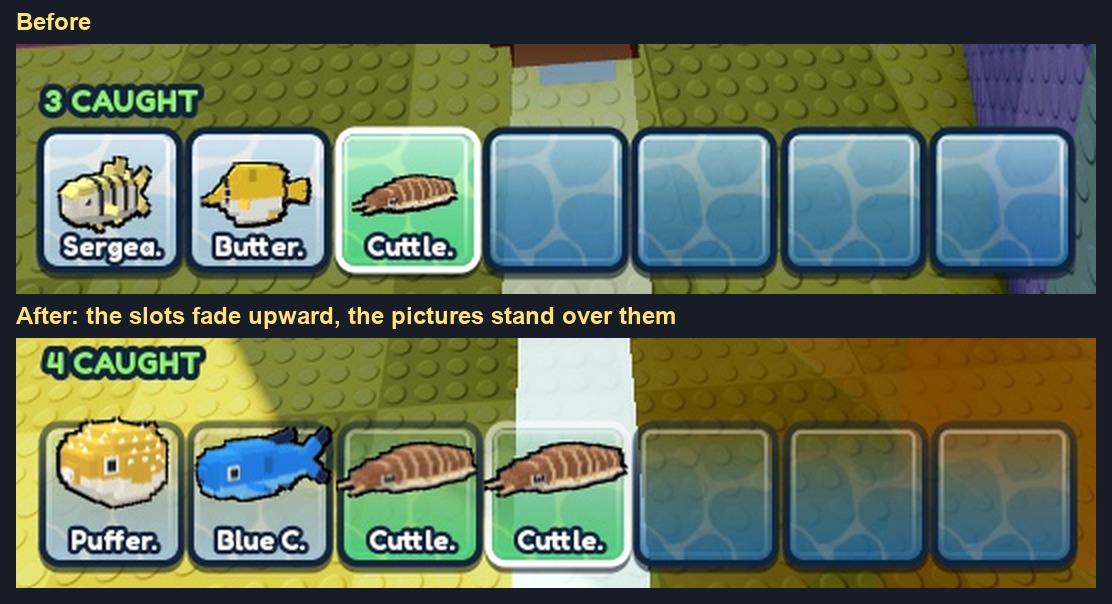 Before
3 CAUGHT
Sergea. Butter. Cuttle.
After: the slots fade upward, the pictures stand over them
4 CAUGHT
Puffer. Blue C. Cuttle. Cuttle.